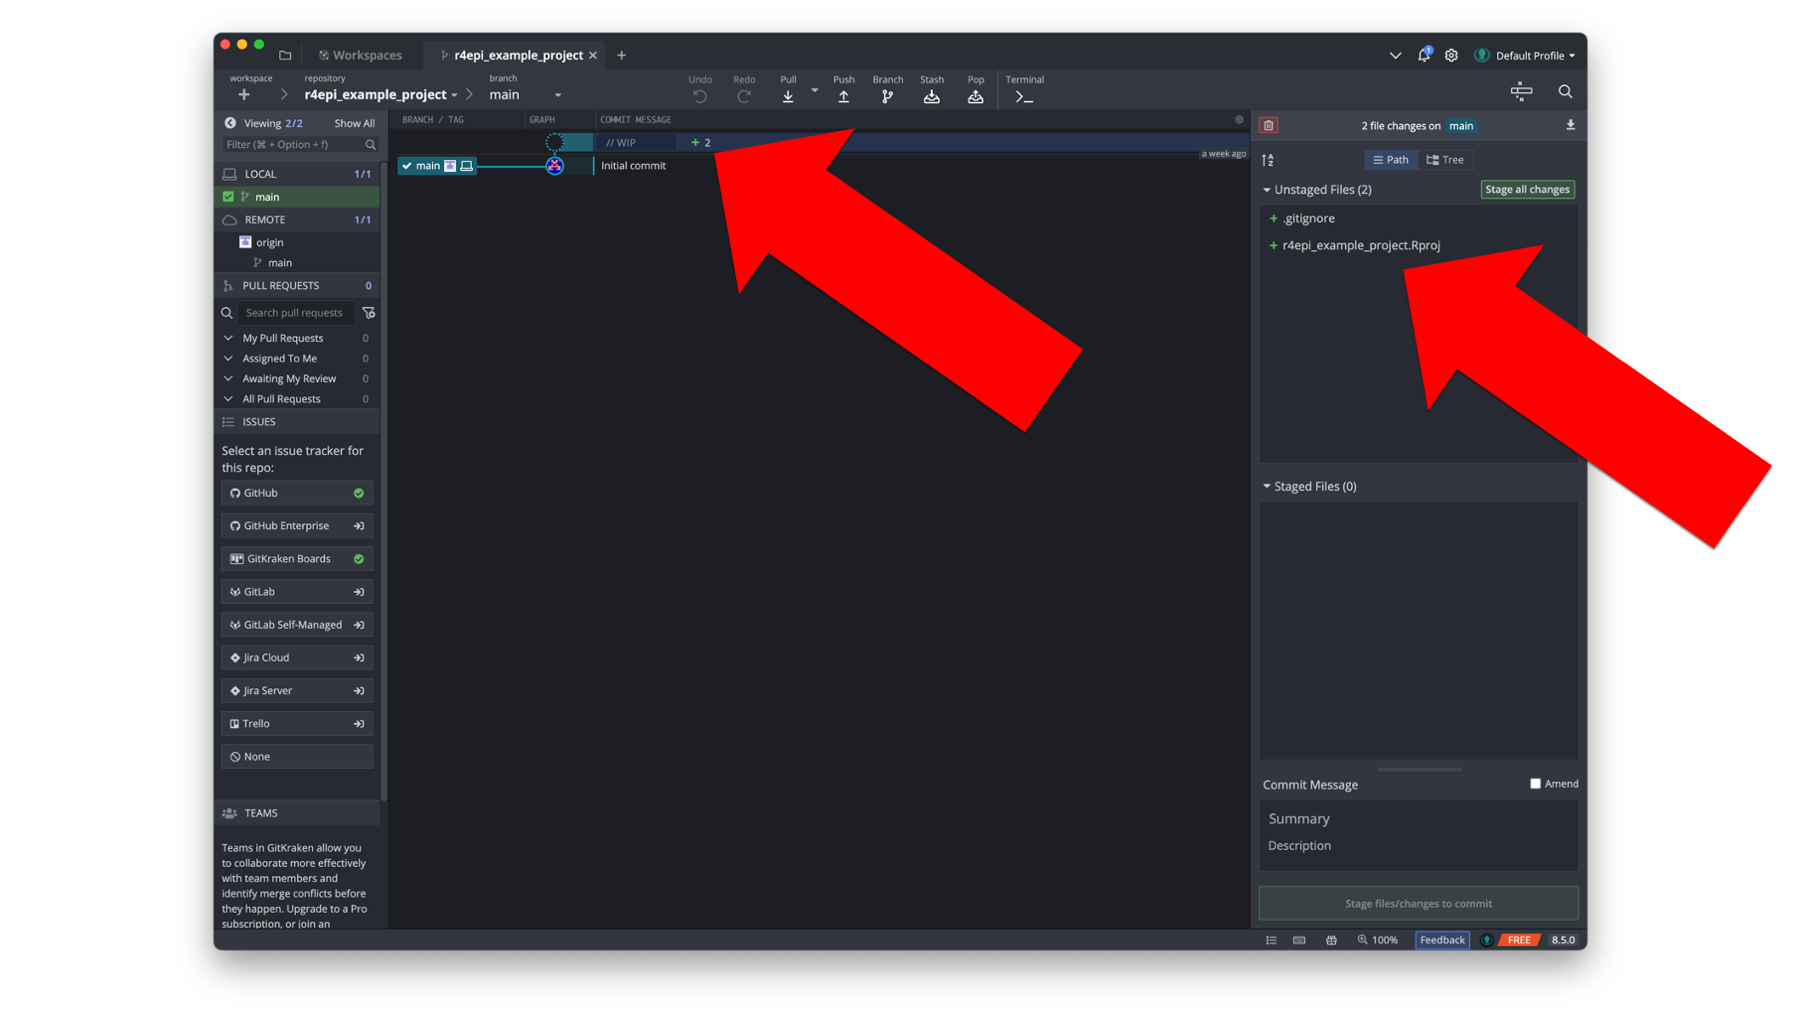 Workspaces
r4epi_example_project
Default Profile
workspace
repository
branch
r4epi_example_project
main
Undo
Redo
Pull
Push
Branch
Stash
Pop
Terminal
Viewing 2/2
Show All
Filter (⌘ + Option + f)
LOCAL 1/1
main
REMOTE 1/1
origin
main
PULL REQUESTS 0
Search pull requests
My Pull Requests 0
Assigned To Me 0
Awaiting My Review 0
All Pull Requests 0
ISSUES
Select an issue tracker for
this repo:
GitHub
GitHub Enterprise
GitKraken Boards
GitLab
GitLab Self-Managed
Jira Cloud
Jira Server
Trello
None
TEAMS
Teams in GitKraken allow you
to collaborate more effectively
with team members and
identify merge conflicts before
they happen. Upgrade to a Pro
subscription, or join an
BRANCH / TAG
GRAPH
COMMIT MESSAGE
// WIP
+ 2
a week ago
main
Initial commit
2 file changes on main
Path
Tree
Unstaged Files (2)
Stage all changes
+ .gitignore
+ r4epi_example_project.Rproj
Staged Files (0)
Commit Message
Amend
Summary
Description
Stage files/changes to commit
100%
Feedback
FREE
8.5.0